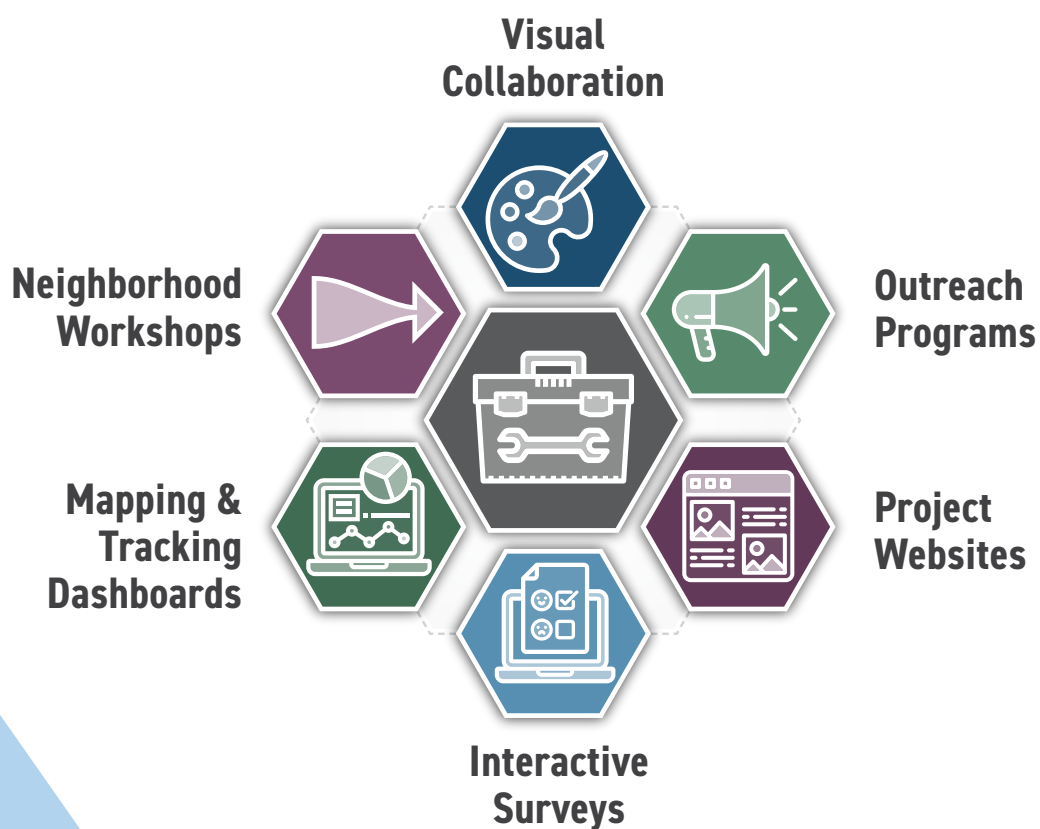 Visual
Collaboration
Neighborhood
Workshops
Outreach
Programs
Mapping &
Tracking
Dashboards
Project
Websites
Interactive
Surveys